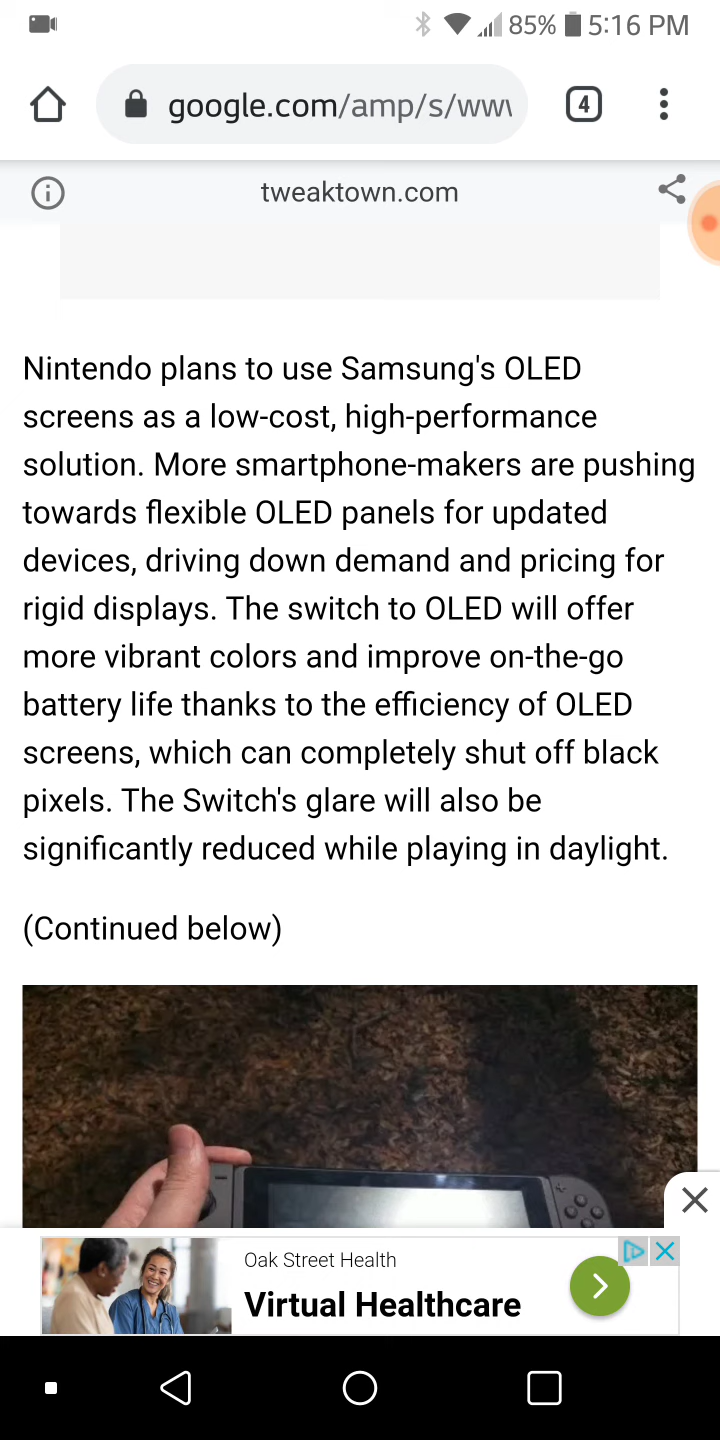 85% 5:16 PM
google.com/amp/s/www
4
tweaktown.com
Nintendo plans to use Samsung's OLED
screens as a low-cost, high-performance
solution. More smartphone-makers are pushing
towards flexible OLED panels for updated
devices, driving down demand and pricing for
rigid displays. The switch to OLED will offer
more vibrant colors and improve on-the-go
battery life thanks to the efficiency of OLED
screens, which can completely shut off black
pixels. The Switch's glare will also be
significantly reduced while playing in daylight.
(Continued below)
Oak Street Health
Virtual Healthcare